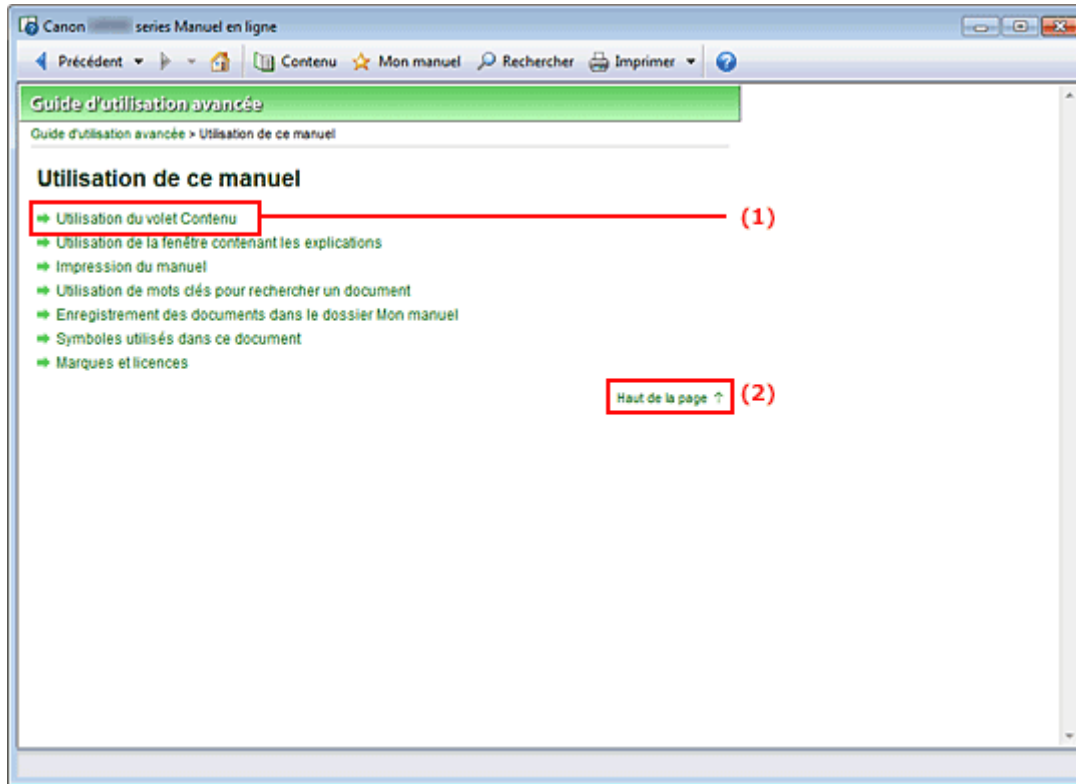 Canon series Manuel en ligne
Précédent Contenu Mon manuel Rechercher Imprimer
Guide d'utilisation avancée
Guide d'utilisation avancée > Utilisation de ce manuel
Utilisation de ce manuel
Utilisation du volet Contenu (1)
Utilisation de la fenêtre contenant les explications
Impression du manuel
Utilisation de mots clés pour rechercher un document
Enregistrement des documents dans le dossier Mon manuel
Symboles utilisés dans ce document
Marques et licences
Haut de la page ↑ (2)